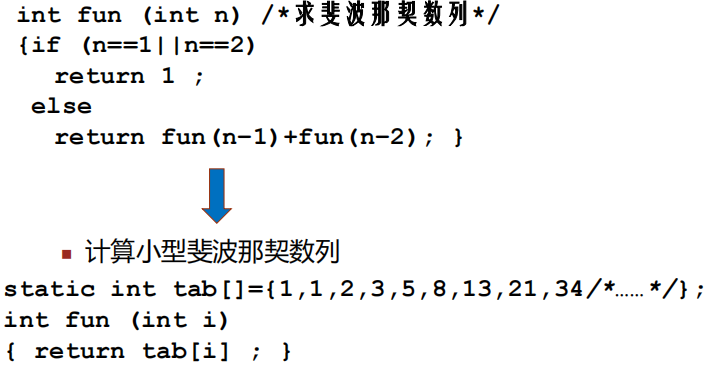 int fun (int n) /*求斐波那契数列*/
{if (n==1||n==2)
return 1 ;
else
return fun(n-1)+fun(n-2); }
▪ 计算小型斐波那契数列
static int tab[]={1,1,2,3,5,8,13,21,34/*……*/};
int fun (int i)
{ return tab[i] ; }